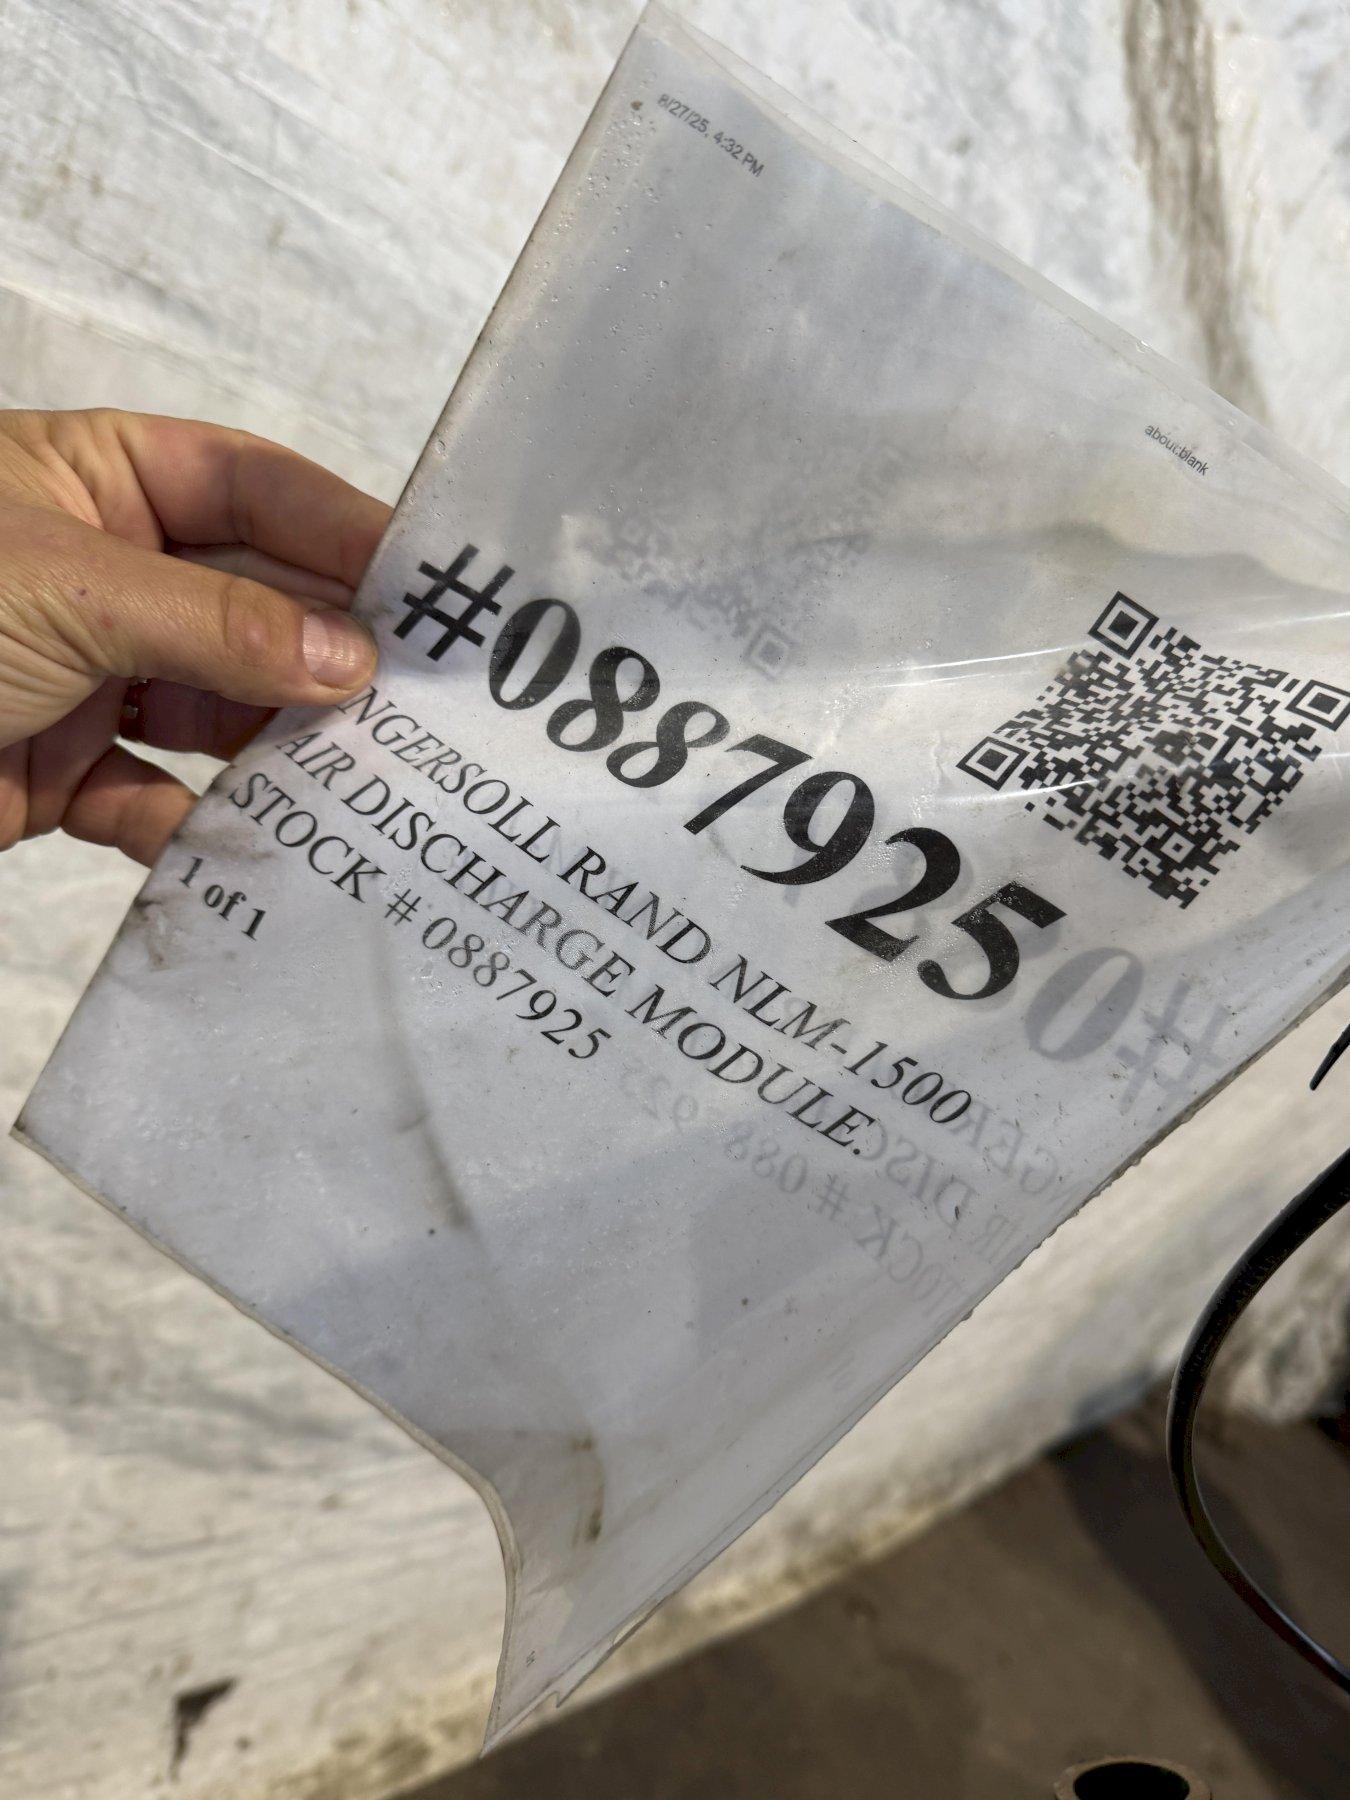 8/27/25, 4:32 PM
about:blank
#0887925
INGERSOLL RAND NLM-1500
AIR DISCHARGE MODULE.
STOCK # 0887925
1 of 1